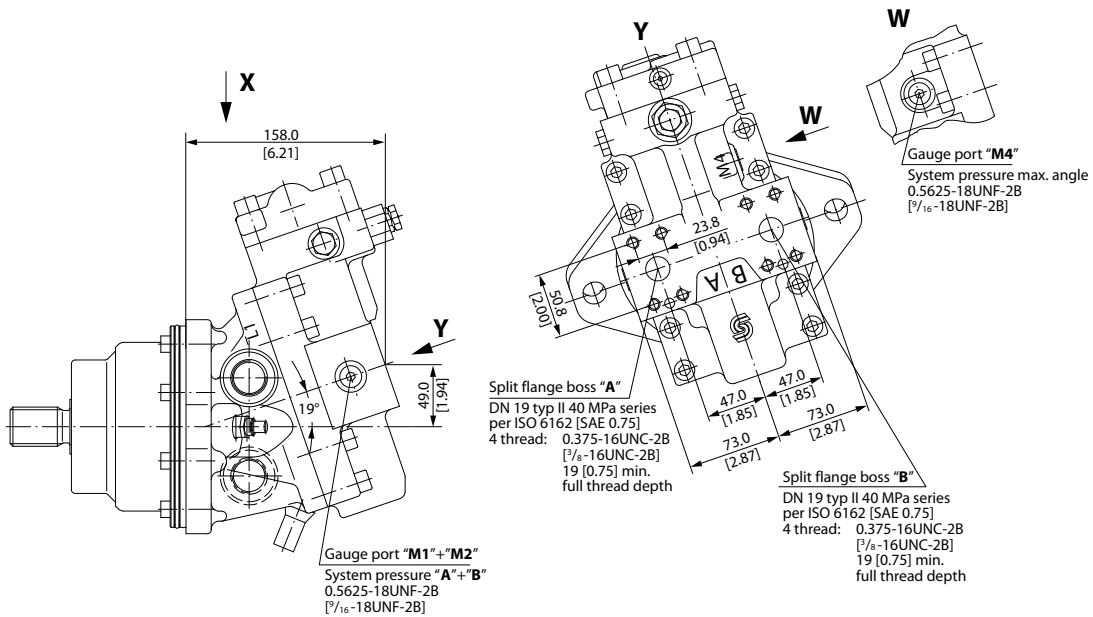 X
158.0
[6.21]
L1
Y
49.0
[1.94]
19°
Gauge port "M1"+"M2"
System pressure "A"+"B"
0.5625-18UNF-2B
[9/16-18UNF-2B]
Y
W
M4
23.8
[0.94]
50.8
[2.00]
B
A
47.0
[1.85]
47.0
[1.85]
73.0
[2.87]
73.0
[2.87]
Split flange boss "A"
DN 19 typ II 40 MPa series
per ISO 6162 [SAE 0.75]
4 thread: 0.375-16UNC-2B
[3/8-16UNC-2B]
19 [0.75] min.
full thread depth
Split flange boss "B"
DN 19 typ II 40 MPa series
per ISO 6162 [SAE 0.75]
4 thread: 0.375-16UNC-2B
[3/8-16UNC-2B]
19 [0.75] min.
full thread depth
W
Gauge port "M4"
System pressure max. angle
0.5625-18UNF-2B
[9/16-18UNF-2B]